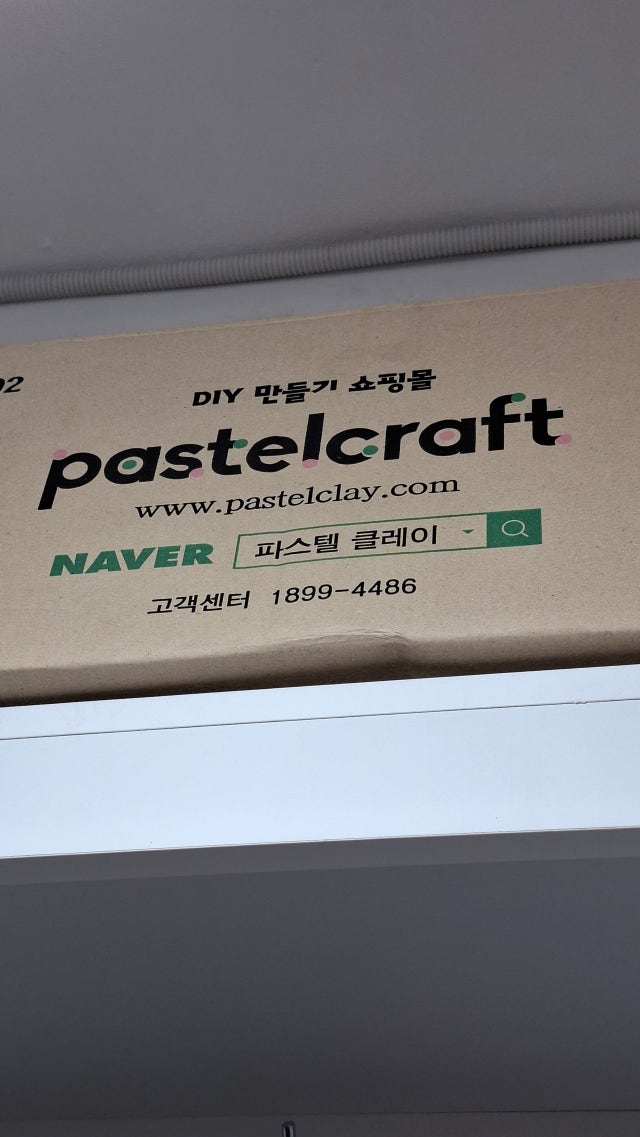 02
DIY 만들기 쇼핑몰
pastelcraft
www.pastelclay.com
NAVER 파스텔 클레이
고객센터 1899-4486